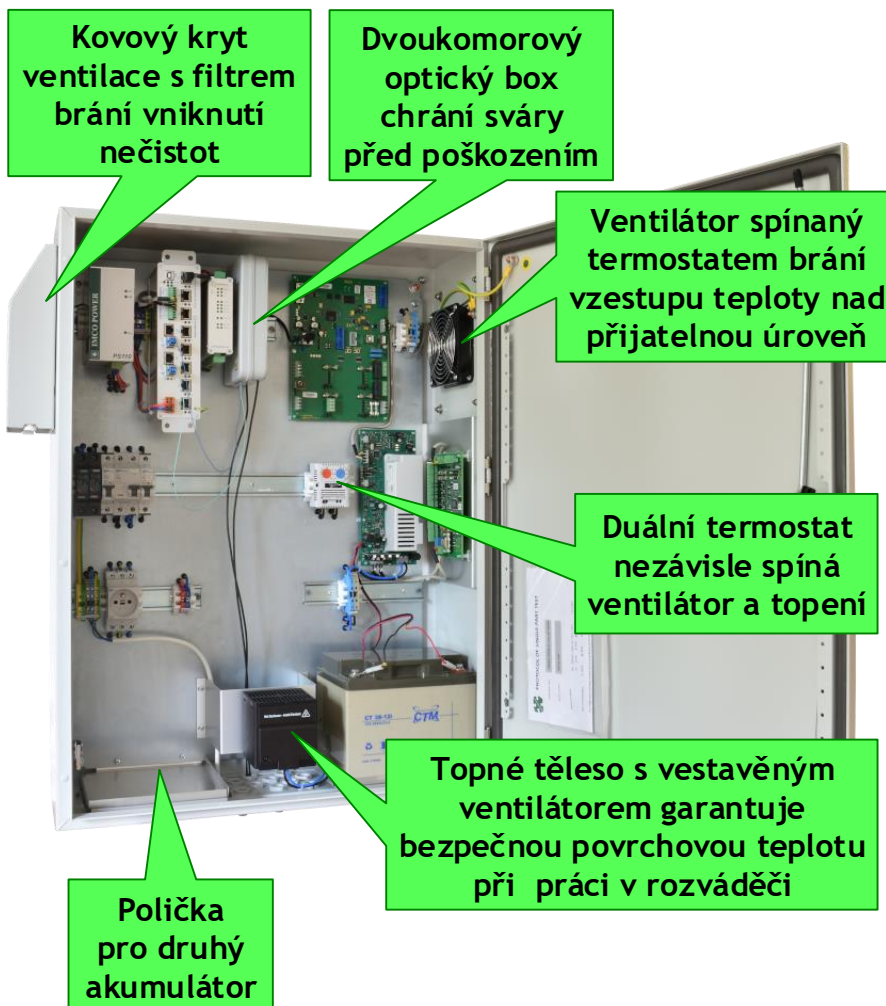 Kovový kryt
ventilace s filtrem
brání vniknutí
nečistot
Dvoukomorový
optický box
chrání sváry
před poškozením
Ventilátor spínaný
termostatem brání
vzestupu teploty nad
přijatelnou úroveň
IMCO POWER
PS110
Duální termostat
nezávisle spíná
ventilátor a topení
CTM
Topné těleso s vestavěným
ventilátorem garantuje
bezpečnou povrchovou teplotu
při práci v rozváděči
Polička
pro druhý
akumulátor